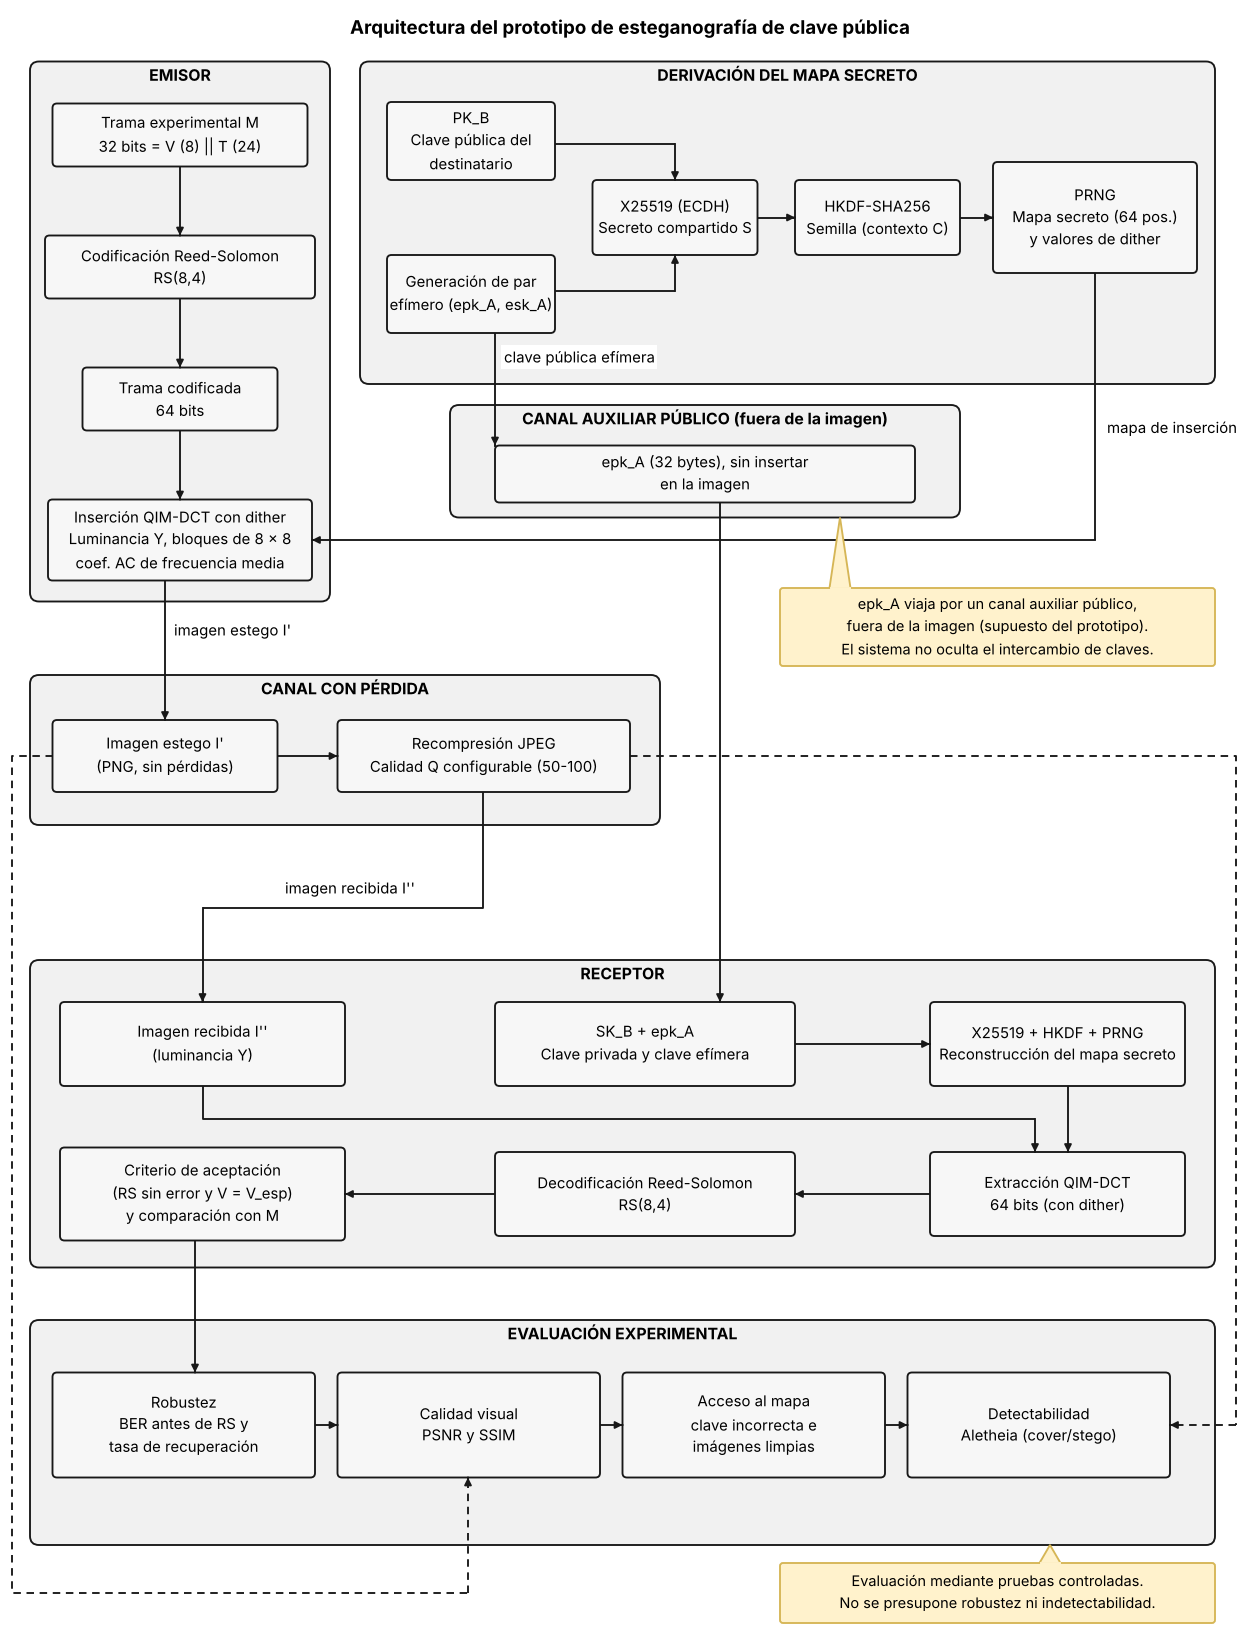 Arquitectura del prototipo de esteganografía de clave pública
EMISOR
Trama experimental M
32 bits = V (8) || T (24)
Codificación Reed-Solomon
RS(8,4)
Trama codificada
64 bits
Inserción QIM-DCT con dither
Luminancia Y, bloques de 8 × 8
coef. AC de frecuencia media
imagen estego I'
DERIVACIÓN DEL MAPA SECRETO
PK_B
Clave pública del
destinatario
Generación de par
efímero (epk_A, esk_A)
X25519 (ECDH)
Secreto compartido S
HKDF-SHA256
Semilla (contexto C)
PRNG
Mapa secreto (64 pos.)
y valores de dither
clave pública efímera
mapa de inserción
CANAL AUXILIAR PÚBLICO (fuera de la imagen)
epk_A (32 bytes), sin insertar
en la imagen
epk_A viaja por un canal auxiliar público,
fuera de la imagen (supuesto del prototipo).
El sistema no oculta el intercambio de claves.
CANAL CON PÉRDIDA
Imagen estego I'
(PNG, sin pérdidas)
Recompresión JPEG
Calidad Q configurable (50-100)
imagen recibida I''
RECEPTOR
Imagen recibida I''
(luminancia Y)
SK_B + epk_A
Clave privada y clave efímera
X25519 + HKDF + PRNG
Reconstrucción del mapa secreto
Criterio de aceptación
(RS sin error y V = V_esp)
y comparación con M
Decodificación Reed-Solomon
RS(8,4)
Extracción QIM-DCT
64 bits (con dither)
EVALUACIÓN EXPERIMENTAL
Robustez
BER antes de RS y
tasa de recuperación
Calidad visual
PSNR y SSIM
Acceso al mapa
clave incorrecta e
imágenes limpias
Detectabilidad
Aletheia (cover/stego)
Evaluación mediante pruebas controladas.
No se presupone robustez ni indetectabilidad.